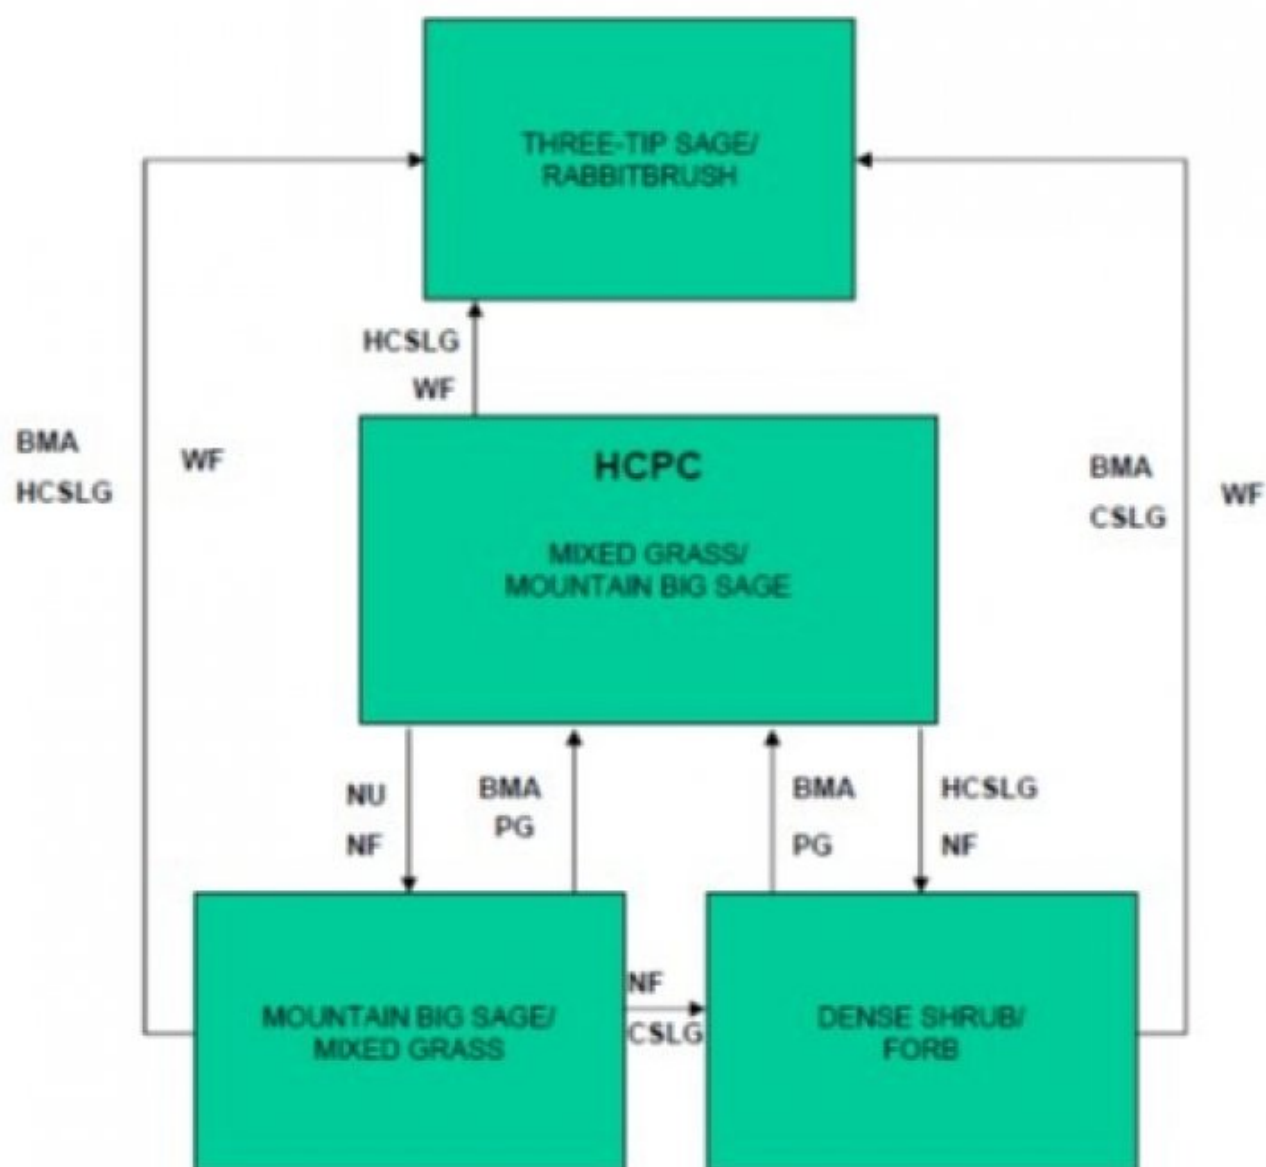 THREE-TIP SAGE/
RABBITBRUSH
HCSLG
WF
BMA
HCSLG
WF
HCPC
MIXED GRASS/
MOUNTAIN BIG SAGE
BMA
CSLG
WF
NU
NF
BMA
PG
BMA
PG
HCSLG
NF
MOUNTAIN BIG SAGE/
MIXED GRASS
NF
CSLG
DENSE SHRUB/
FORB